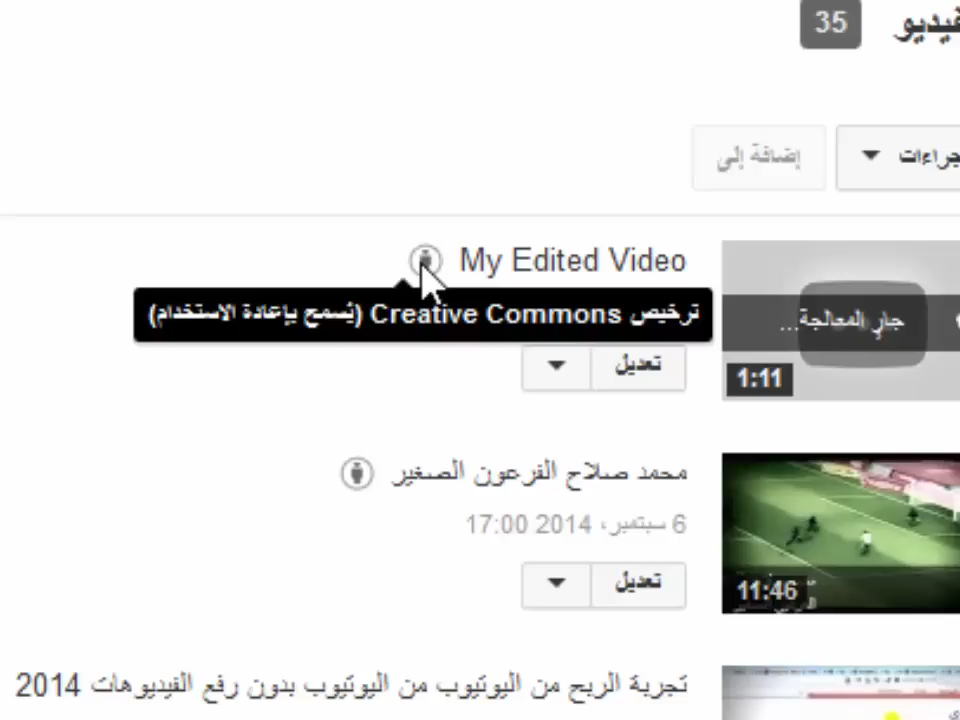 فيديو 35
إضافة إلى
My Edited Video
ترخيص Creative Commons (يُسمح بإعادة الاستخدام)
جارٍ المعالجة...
1:11
تعديل
محمد صلاح الفرعون الصغير
6 سبتمبر، 2014 17:00
11:46
تعديل
تجربة الربح من اليوتيوب من اليوتيوب بدون رفع الفيديوهات 2014